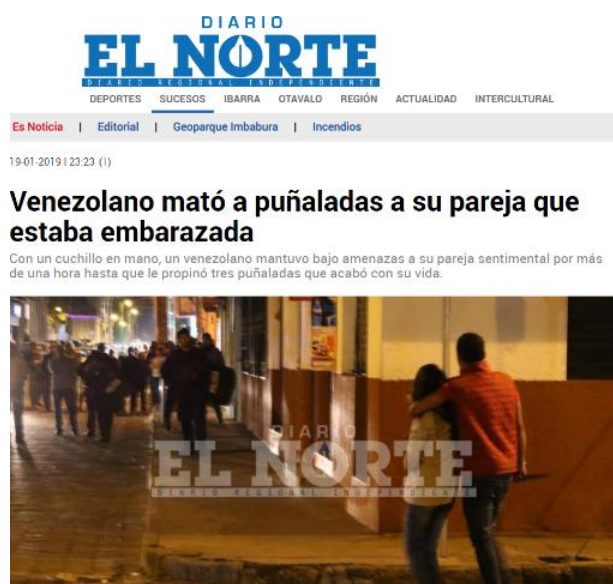 DIARIO
EL NORTE
DIARIO REGIONAL INDEPENDIENTE
DEPORTES SUCESOS IBARRA OTAVALO REGIÓN ACTUALIDAD INTERCULTURAL
Es Noticia | Editorial | Geoparque Imbabura | Incendios
19-01-2019 | 23:23 (I)
Venezolano mató a puñaladas a su pareja que
estaba embarazada
Con un cuchillo en mano, un venezolano mantuvo bajo amenazas a su pareja sentimental por más
de una hora hasta que le propinó tres puñaladas que acabó con su vida.
DIARIO
EL NORTE
DIARIO REGIONAL INDEPENDIENTE